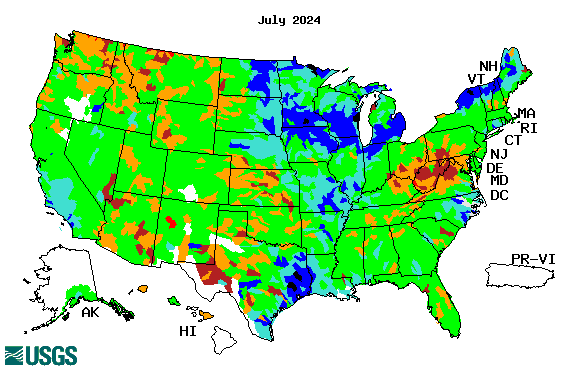 July 2024
NH
VT
MA
RI
CT
NJ
DE
MD
DC
PR-VI
AK
HI
USGS